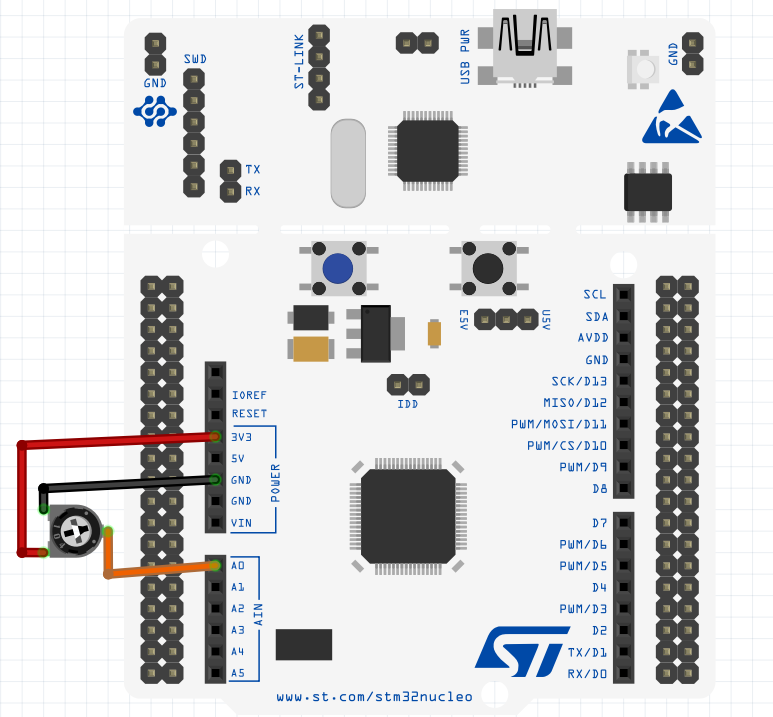 GND
SWD
ST-LINK
USB PWR
GND
TX
RX
E5V
U5V
IDD
IOREF
RESET
3V3
5V
GND
GND
VIN
POWER
A0
A1
A2
A3
A4
A5
AIN
SCL
SDA
AVDD
GND
SCK/D13
MISO/D12
PWM/MOSI/D11
PWM/CS/D10
PWM/D9
D8
D7
PWM/D6
PWM/D5
D4
PWM/D3
D2
TX/D1
RX/D0
ST
www.st.com/stm32nucleo